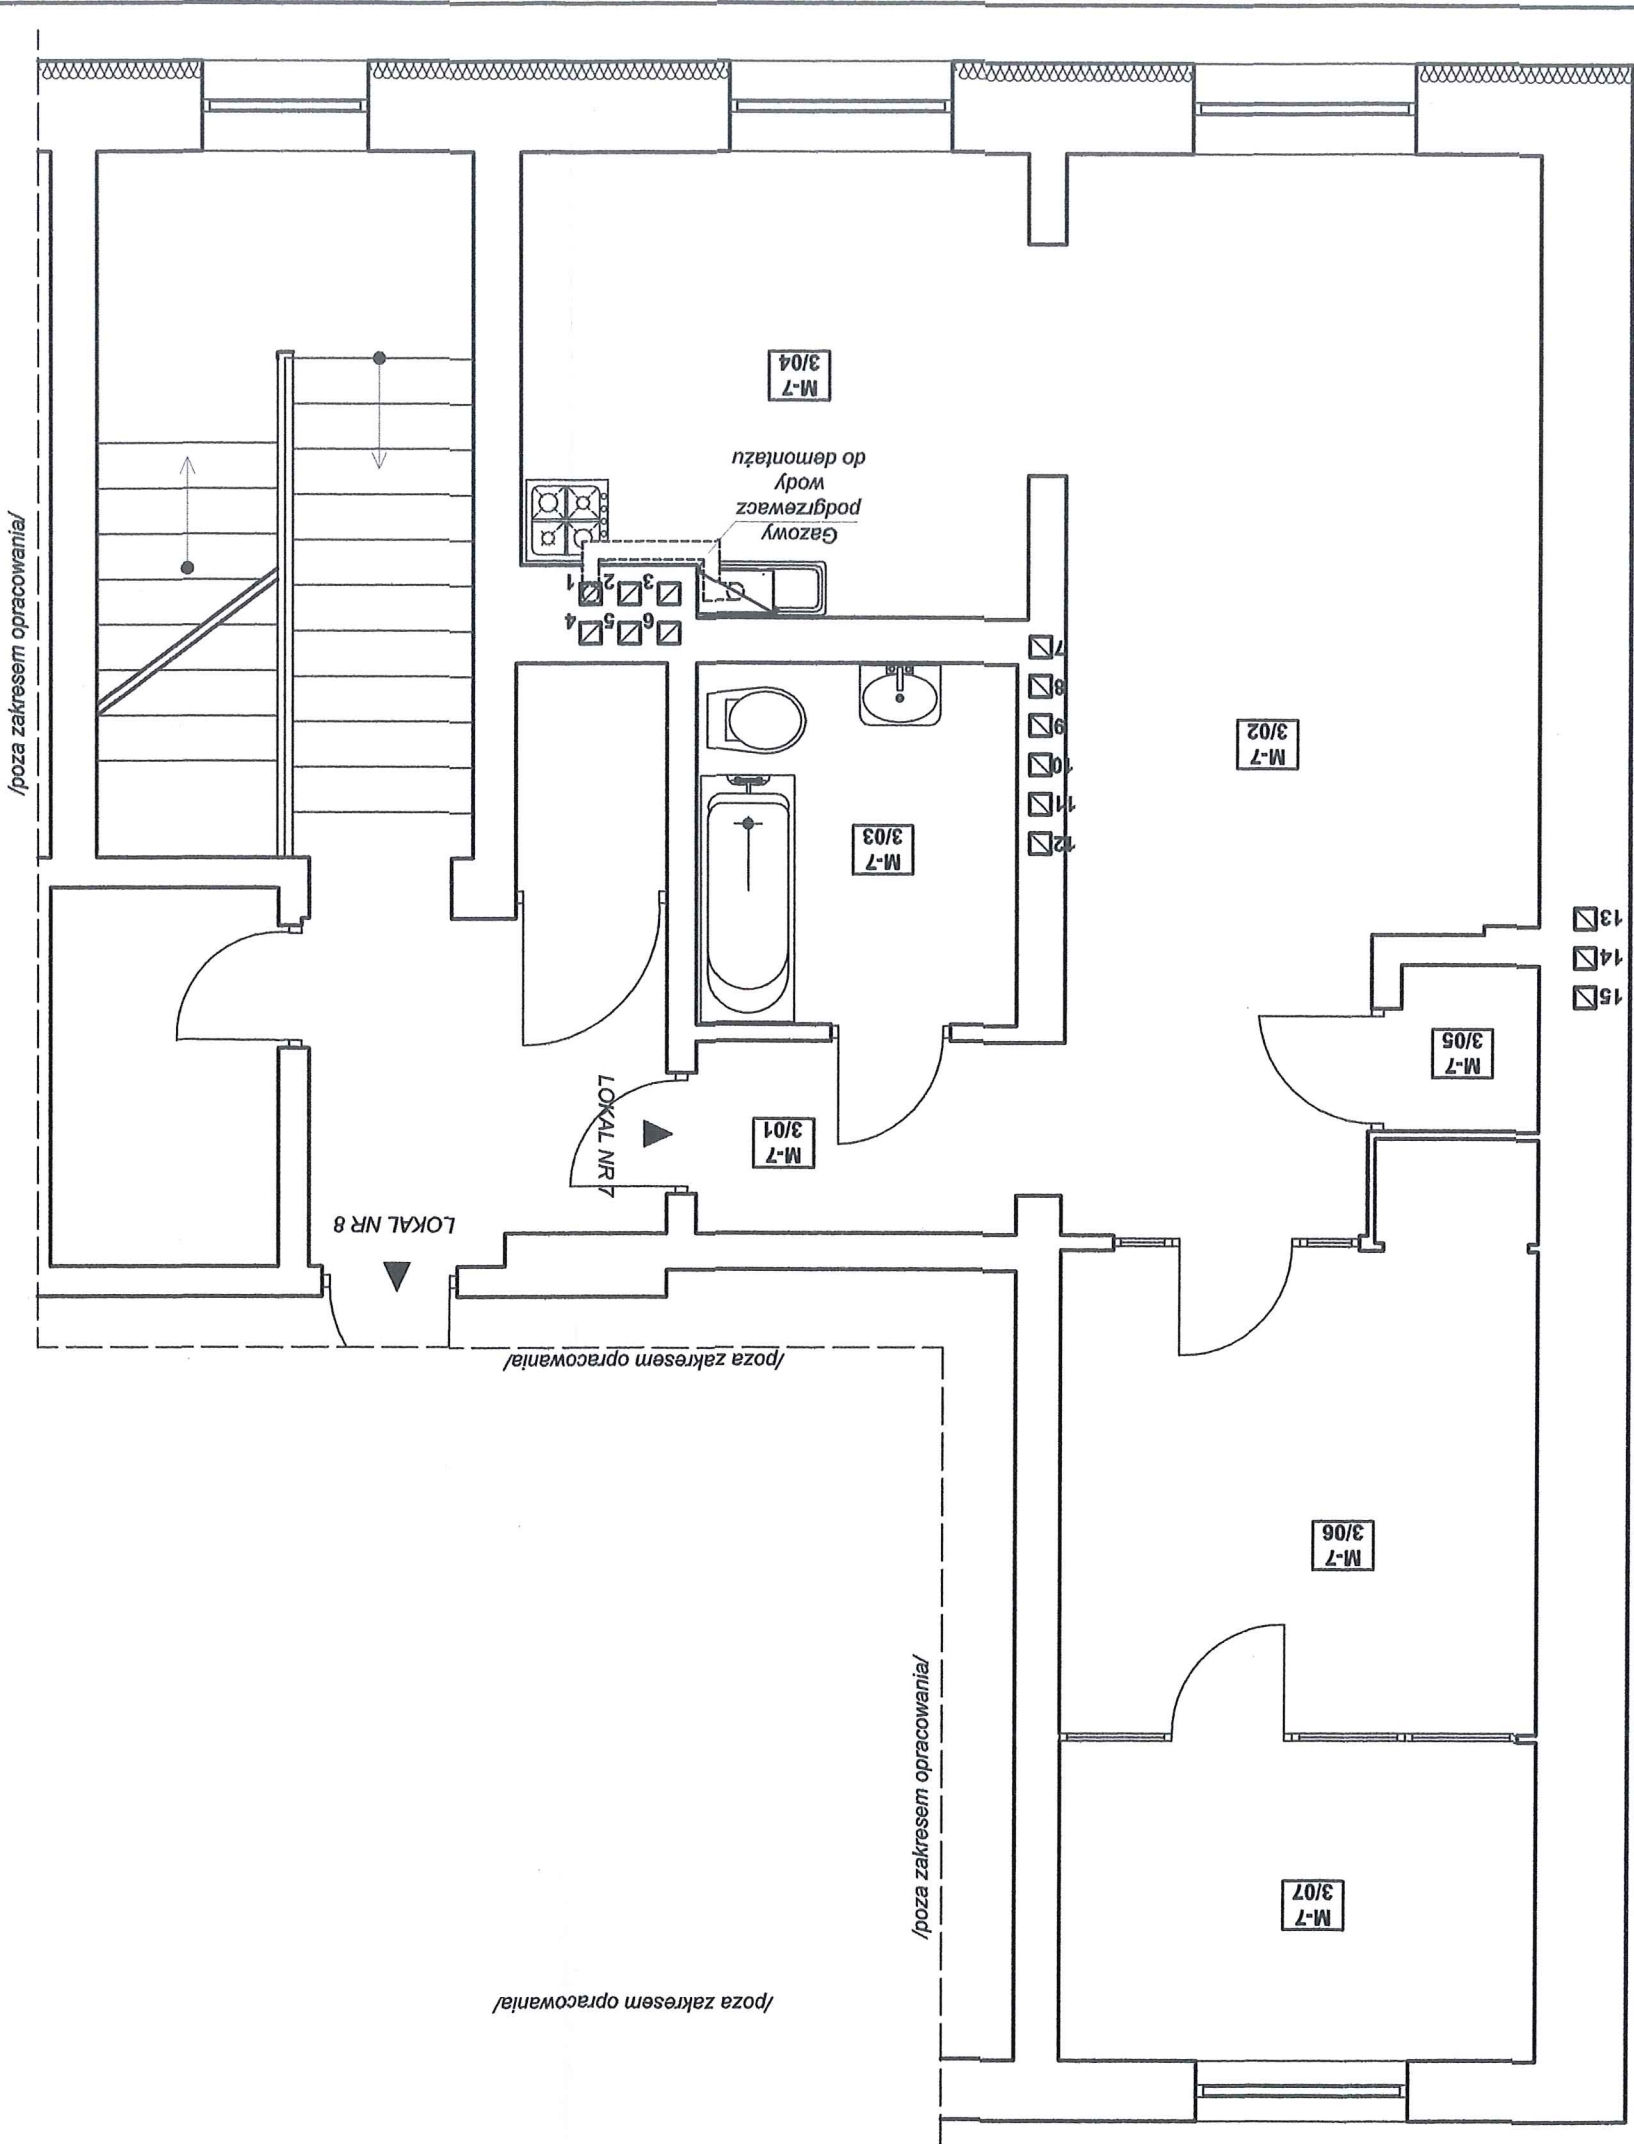 /poza zakresem opracowania/
M-7
3/07
/poza zakresem opracowania/
M-7
3/06
/poza zakresem opracowania/
LOKAL NR 8
LOKAL NR 7
M-7
3/01
M-7
3/05
15
14
13
M-7
3/03
12
11
10
9
8
7
M-7
3/02
/poza zakresem opracowania/
6
5
4
3
2
1
Gazowy
podgrzewacz
wody
do demontażu
M-7
3/04